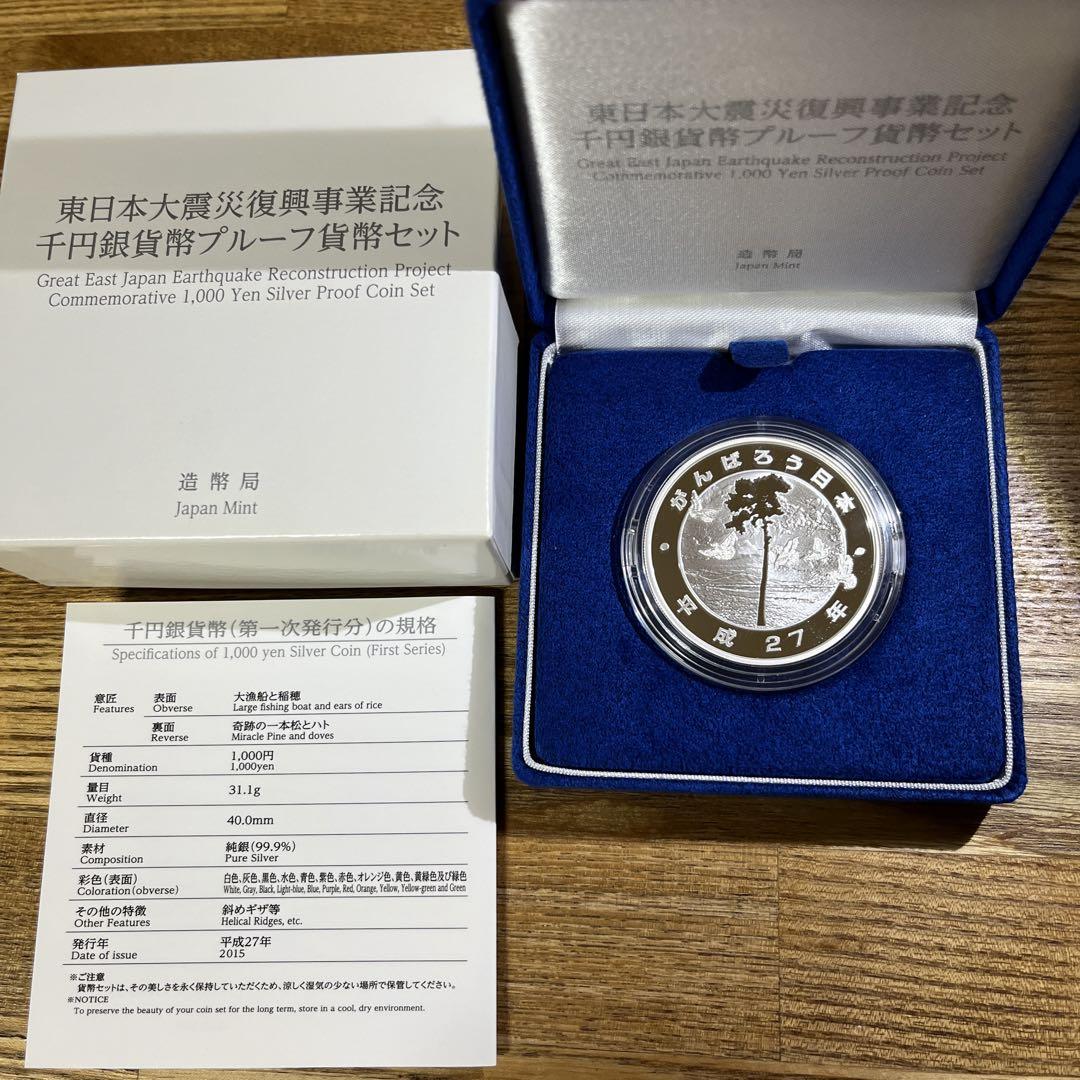 東日本大震災復興事業記念
千円銀貨幣プルーフ貨幣セット
Great East Japan Earthquake Reconstruction Project
Commemorative 1,000 Yen Silver Proof Coin Set
造幣局
Japan Mint
東日本大震災復興事業記念
千円銀貨幣プルーフ貨幣セット
Great East Japan Earthquake Reconstruction Project
Commemorative 1,000 Yen Silver Proof Coin Set
造幣局
Japan Mint
がんばろう日本
平成27年
千円銀貨幣(第一次発行分)の規格
Specifications of 1,000 yen Silver Coin (First Series)
意匠 表面 大漁船と稲穂
Features Obverse Large fishing boat and ears of rice
裏面 奇跡の一本松とハト
Reverse Miracle Pine and doves
貨種 1,000円
Denomination 1,000yen
量目 31.1g
Weight
直径 40.0mm
Diameter
素材 純銀(99.9%)
Composition Pure Silver
彩色(表面) 白色、灰色、黒色、水色、青色、紫色、赤色、オレンジ色、黄色、黄緑色及び緑色
Coloration(obverse) White, Gray, Black, Light-blue, Blue, Purple, Red, Orange, Yellow, Yellow-green and Green
その他の特徴 斜めギザ等
Other Features Helical Ridges, etc.
発行年 平成27年
Date of issue 2015
※ご注意
貨幣セットは、その美しさを永く保持していただくため、涼しく湿気の少ない場所で保管してください。
※NOTICE
To preserve the beauty of your coin set for the long term, store in a cool, dry environment.